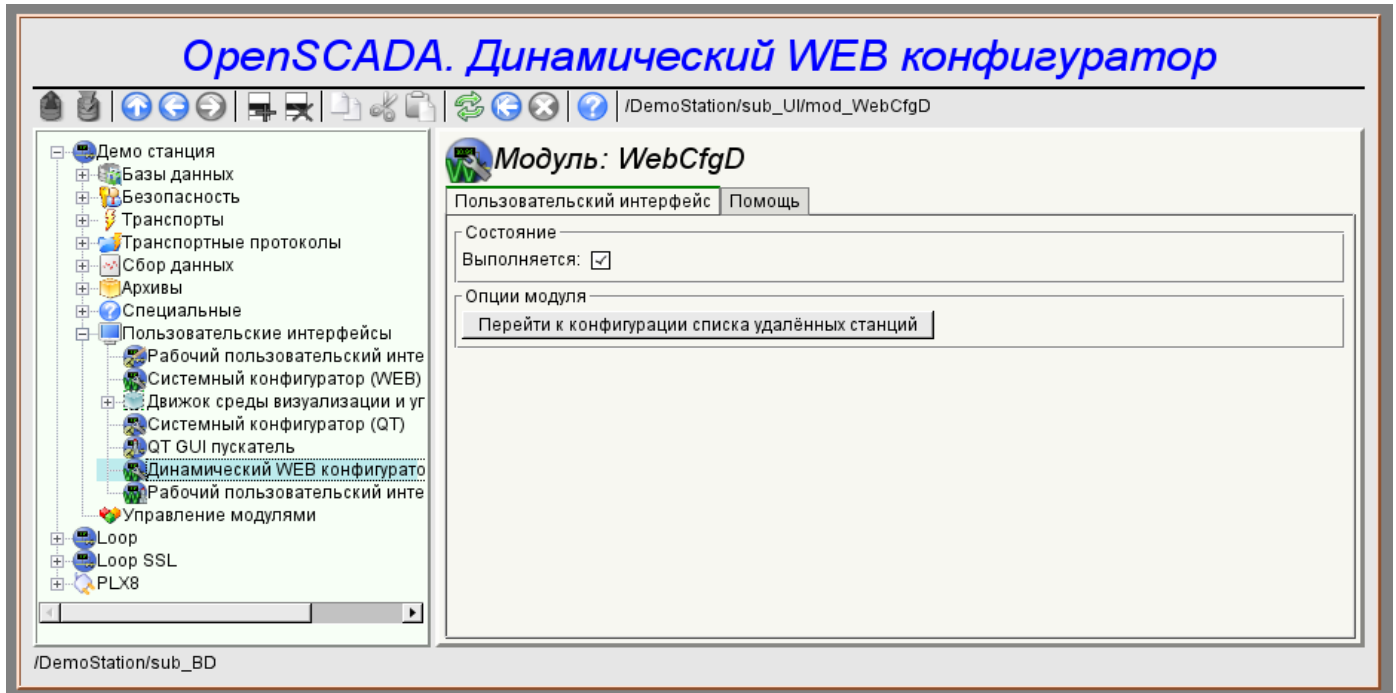 OpenSCADA. Динамический WEB конфигуратор
/DemoStation/sub_UI/mod_WebCfgD
Демо станция
Базы данных
Безопасность
Транспорты
Транспортные протоколы
Сбор данных
Архивы
Специальные
Пользовательские интерфейсы
Рабочий пользовательский инте
Системный конфигуратор (WEB)
Движок среды визуализации и уг
Системный конфигуратор (QT)
QT GUI пускатель
Динамический WEB конфигурато
Рабочий пользовательский инте
Управление модулями
Loop
Loop SSL
PLX8
Модуль: WebCfgD
Пользовательский интерфейс Помощь
Состояние
Выполняется:
Опции модуля
Перейти к конфигурации списка удалённых станций
/DemoStation/sub_BD